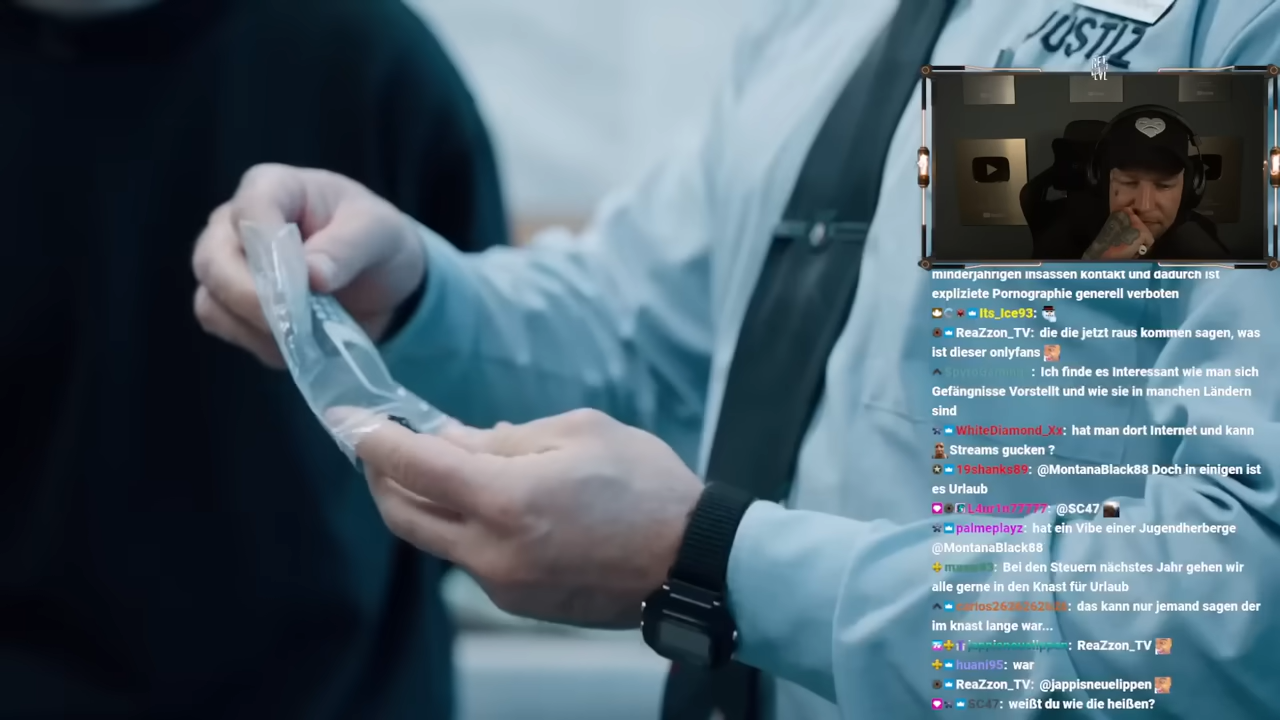 JUSTIZ
GET
EVL
minderjährigen Insassen kontakt und dadurch ist
expliziete Pornographie generell verboten
Its_Ice93:
ReaZzon_TV: die die jetzt raus kommen sagen, was
ist dieser onlyfans
: Ich finde es Interessant wie man sich
Gefängnisse Vorstellt und wie sie in manchen Ländern
sind
WhiteDiamond_Xx: hat man dort Internet und kann
Streams gucken ?
19shanks89: @MontanaBlack88 Doch in einigen ist
es Urlaub
L4nr1n77777: @SC47
palmeplayz: hat ein Vibe einer Jugendherberge
@MontanaBlack88
: Bei den Steuern nächstes Jahr gehen wir
alle gerne in den Knast für Urlaub
: das kann nur jemand sagen der
im knast lange war...
jappisneuelippen: ReaZzon_TV
huani95: war
ReaZzon_TV: @jappisneuelippen
SC47: weißt du wie die heißen?